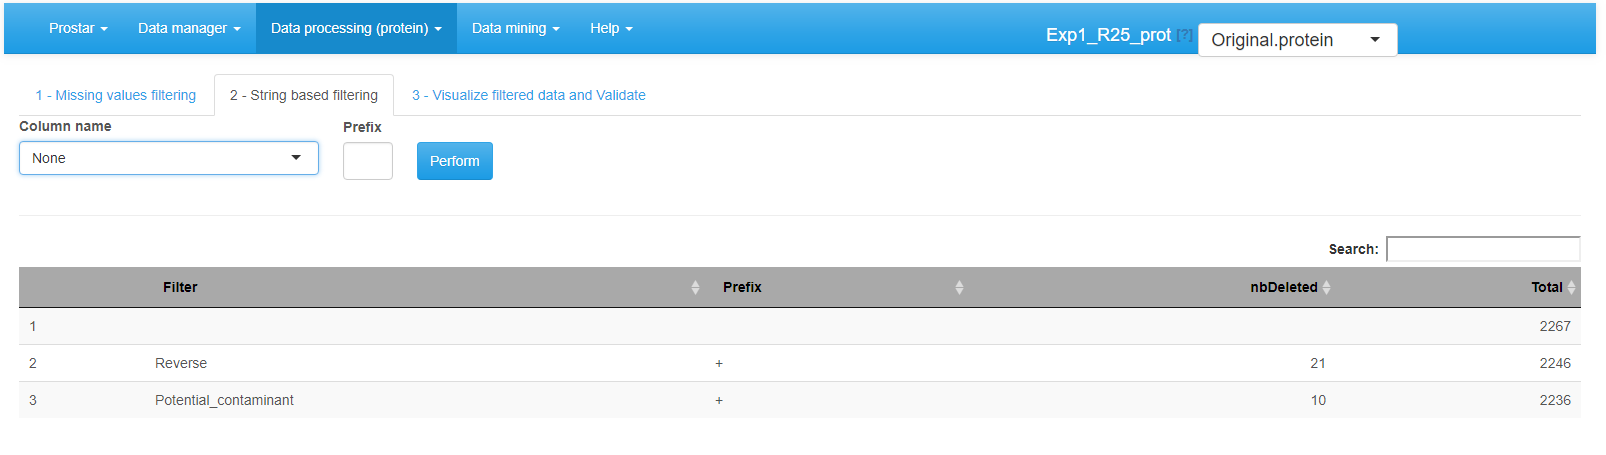 Prostar Data manager Data processing (protein) Data mining Help Exp1_R25_prot [?] Original.protein
1 - Missing values filtering 2 - String based filtering 3 - Visualize filtered data and Validate
Column name Prefix
None Perform
Search:
Filter Prefix nbDeleted Total
1 2267
2 Reverse + 21 2246
3 Potential_contaminant + 10 2236